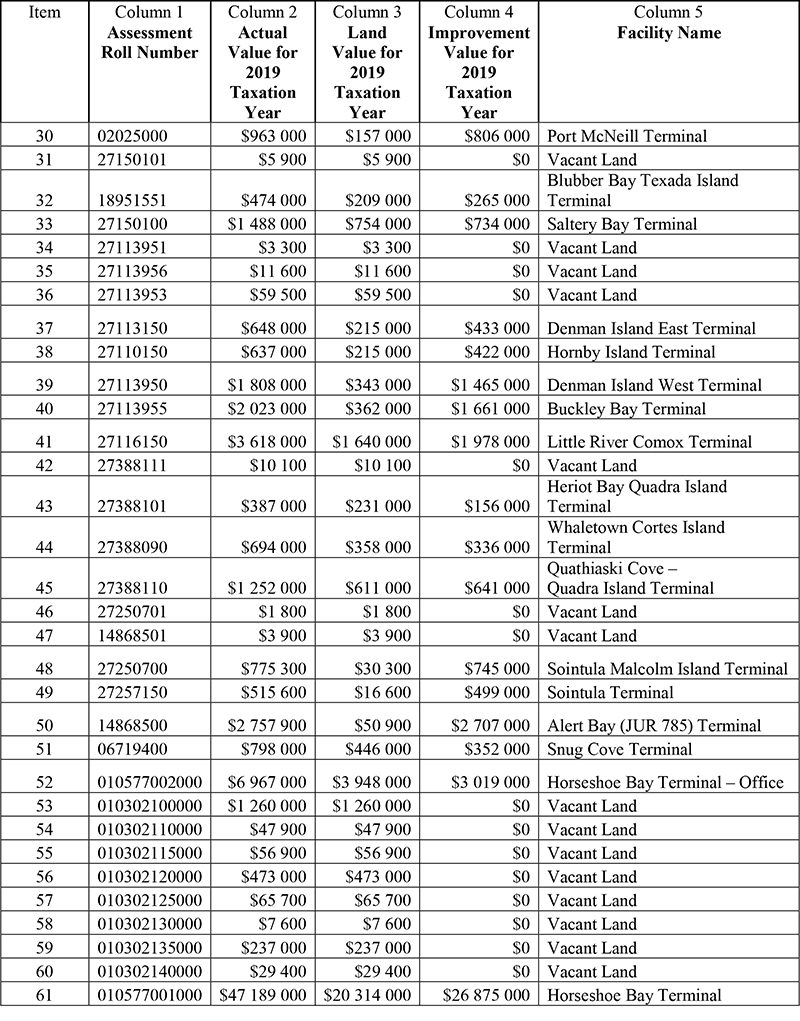 Item Column 1 Column 2 Column 3 Column 4 Column 5
Assessment Actual Land Improvement Facility Name
Roll Number Value for Value for Value for
2019 2019 2019
Taxation Taxation Taxation
Year Year Year
30 02025000 $963 000 $157 000 $806 000 Port McNeill Terminal
31 27150101 $5 900 $5 900 $0 Vacant Land
Blubber Bay Texada Island
32 18951551 $474 000 $209 000 $265 000 Terminal
33 27150100 $1 488 000 $754 000 $734 000 Saltery Bay Terminal
34 27113951 $3 300 $3 300 $0 Vacant Land
35 27113956 $11 600 $11 600 $0 Vacant Land
36 27113953 $59 500 $59 500 $0 Vacant Land
37 27113150 $648 000 $215 000 $433 000 Denman Island East Terminal
38 27110150 $637 000 $215 000 $422 000 Hornby Island Terminal
39 27113950 $1 808 000 $343 000 $1 465 000 Denman Island West Terminal
40 27113955 $2 023 000 $362 000 $1 661 000 Buckley Bay Terminal
41 27116150 $3 618 000 $1 640 000 $1 978 000 Little River Comox Terminal
42 27388111 $10 100 $10 100 $0 Vacant Land
Heriot Bay Quadra Island
43 27388101 $387 000 $231 000 $156 000 Terminal
Whaletown Cortes Island
44 27388090 $694 000 $358 000 $336 000 Terminal
Quathiaski Cove –
45 27388110 $1 252 000 $611 000 $641 000 Quadra Island Terminal
46 27250701 $1 800 $1 800 $0 Vacant Land
47 14868501 $3 900 $3 900 $0 Vacant Land
48 27250700 $775 300 $30 300 $745 000 Sointula Malcolm Island Terminal
49 27257150 $515 600 $16 600 $499 000 Sointula Terminal
50 14868500 $2 757 900 $50 900 $2 707 000 Alert Bay (JUR 785) Terminal
51 06719400 $798 000 $446 000 $352 000 Snug Cove Terminal
52 010577002000 $6 967 000 $3 948 000 $3 019 000 Horseshoe Bay Terminal – Office
53 010302100000 $1 260 000 $1 260 000 $0 Vacant Land
54 010302110000 $47 900 $47 900 $0 Vacant Land
55 010302115000 $56 900 $56 900 $0 Vacant Land
56 010302120000 $473 000 $473 000 $0 Vacant Land
57 010302125000 $65 700 $65 700 $0 Vacant Land
58 010302130000 $7 600 $7 600 $0 Vacant Land
59 010302135000 $237 000 $237 000 $0 Vacant Land
60 010302140000 $29 400 $29 400 $0 Vacant Land
61 010577001000 $47 189 000 $20 314 000 $26 875 000 Horseshoe Bay Terminal